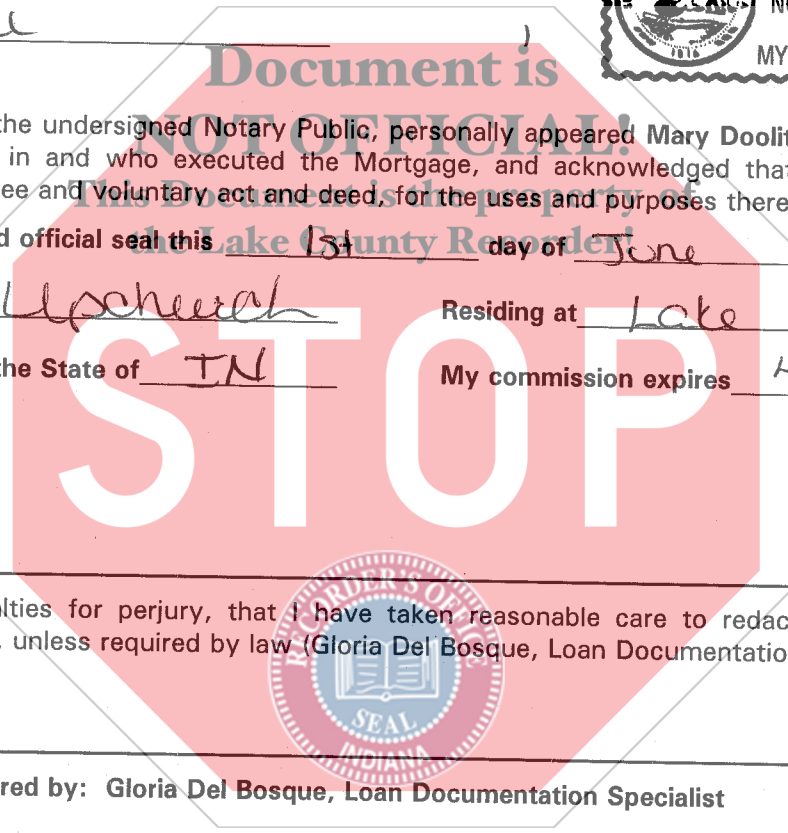 MY
Document is
NOT OFFICIAL!
the undersigned Notary Public, personally appeared Mary Doolit
in and who executed the Mortgage, and acknowledged that
ee and voluntary act and deed, for the uses and purposes there
This Document is the property of
the Lake County Recorder!
d official seal this 1st day of June
Upchurch Residing at Lake
the State of IN My commission expires
STOP
RECORDER'S OFFICE
SEAL
INDIANA
lties for perjury, that I have taken reasonable care to redac
, unless required by law (Gloria Del Bosque, Loan Documentatio
red by: Gloria Del Bosque, Loan Documentation Specialist